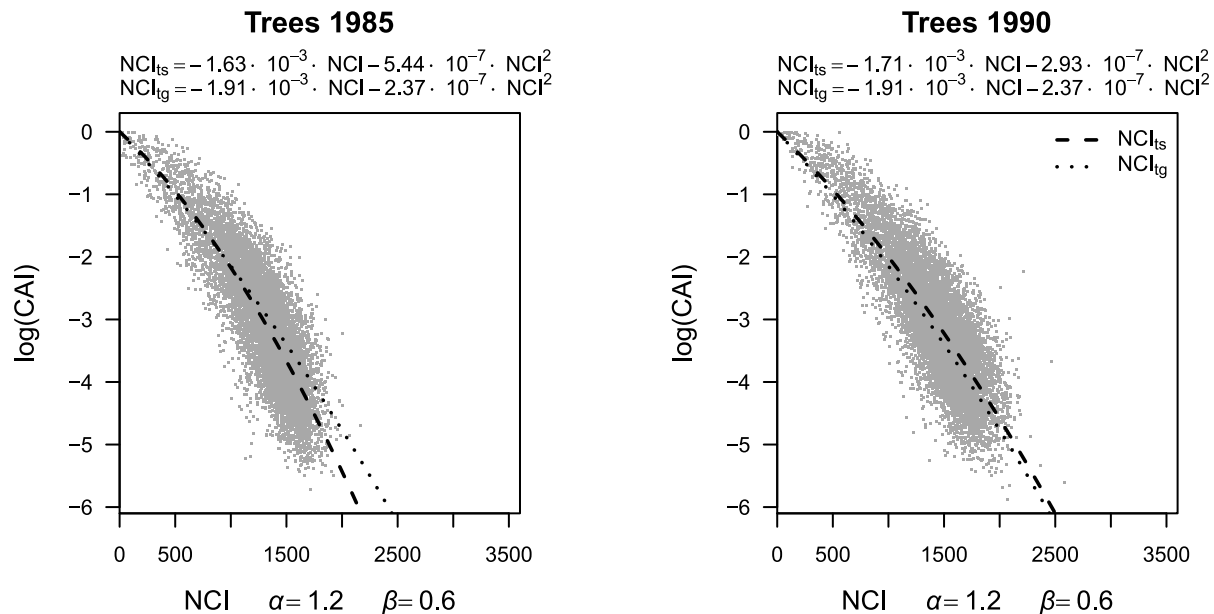 Trees 1985
NCIts = −1.63 · 10−3 · NCI − 5.44 · 10−7 · NCI2
NCItg = −1.91 · 10−3 · NCI − 2.37 · 10−7 · NCI2
0
−1
−2
−3
−4
−5
−6
log(CAI)
0 500 1500 2500 3500
NCI α= 1.2 β= 0.6
Trees 1990
NCIts = −1.71 · 10−3 · NCI − 2.93 · 10−7 · NCI2
NCItg = −1.91 · 10−3 · NCI − 2.37 · 10−7 · NCI2
NCIts
NCItg
0
−1
−2
−3
−4
−5
−6
log(CAI)
0 500 1500 2500 3500
NCI α= 1.2 β= 0.6